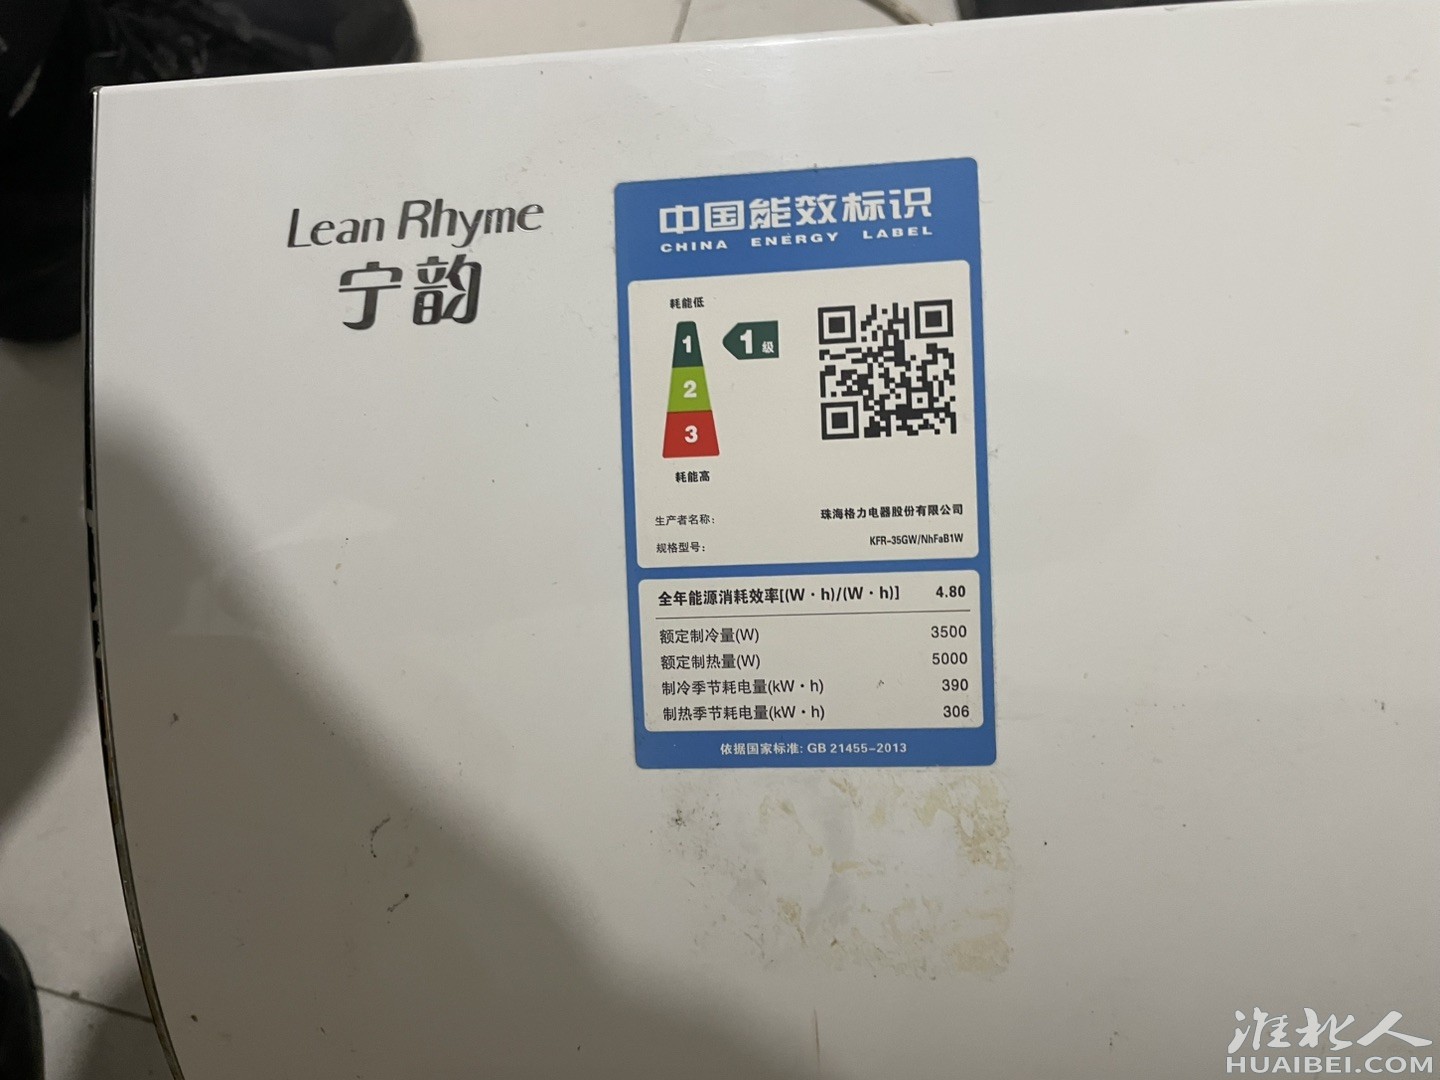 Lean Rhyme
宁韵
中国能效标识
CHINA ENERGY LABEL
耗能低
1
1级
2
3
耗能高
生产者名称: 珠海格力电器股份有限公司
规格型号: KFR-35GW/NhFaB1W
全年能源消耗效率[(W·h)/(W·h)] 4.80
额定制冷量(W) 3500
额定制热量(W) 5000
制冷季节耗电量(kW·h) 390
制热季节耗电量(kW·h) 306
依据国家标准: GB 21455-2013
淮北人
HUAIBEI.COM